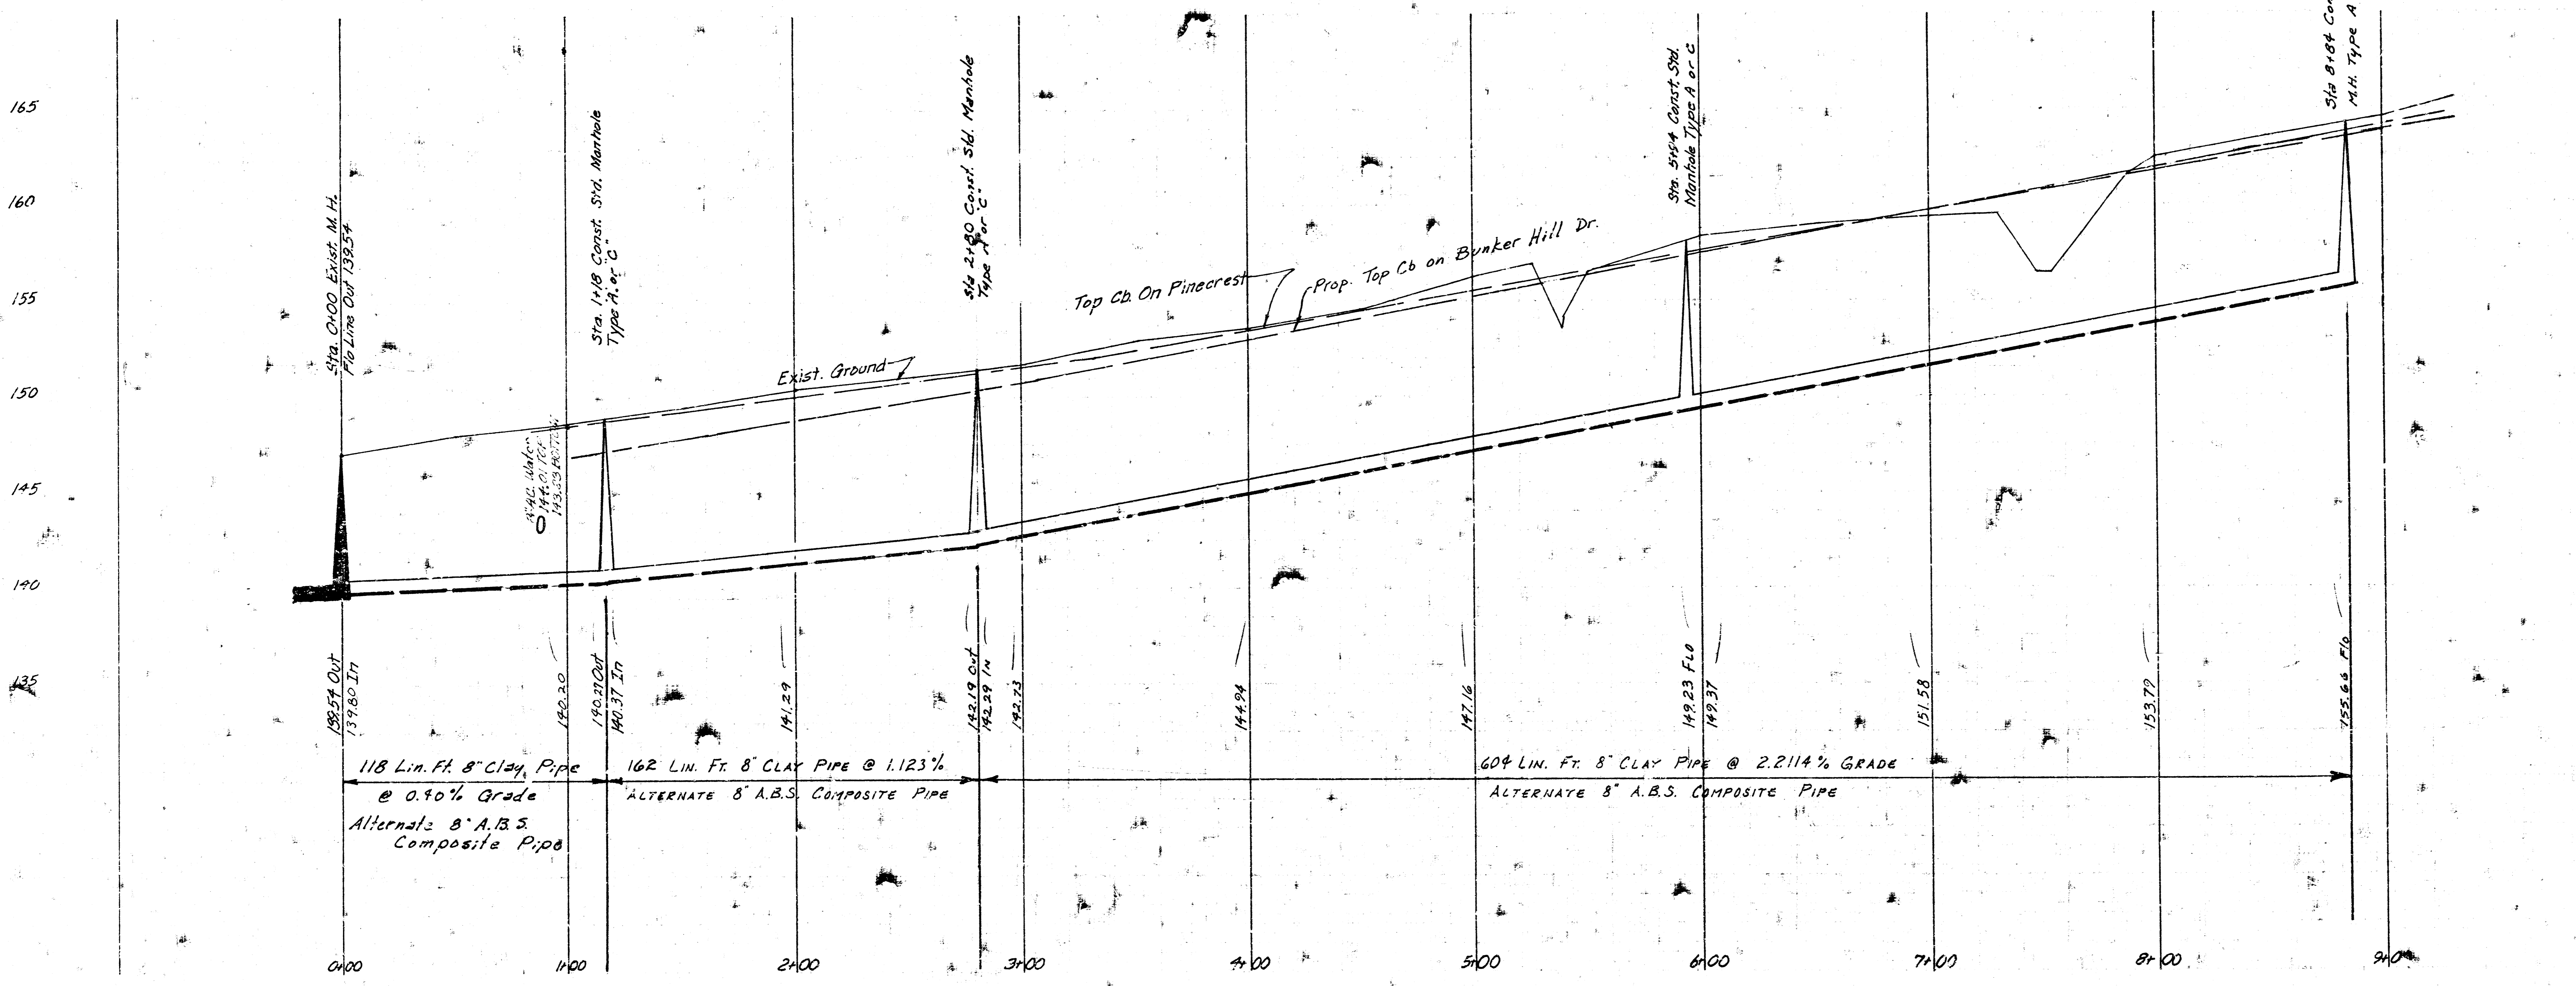 165
160
155
150
145
140
135
Sta. 0+00 Exist. M.H.
Flo Line Out 139.54
Sta. 1+18 Const. Std. Manhole
Type A. or "C"
Sta 2+80 Const. Std. Manhole
Type A or "C"
Sta. 5+94 Const. Std.
Manhole Type A or C
Sta 8+84
M.H. Type A
A.C. Water
144.01 TOP
143.03 BOTTOM
Exist. Ground
Top Cb. On Pinecrest
Prop. Top Cb on Bunker Hill Dr.
139.54 Out
139.80 In
140.20
140.27 Out
140.37 In
141.29
142.19 Out
142.29 IN
142.73
144.94
147.16
149.23 FLO
149.37
151.58
153.79
155.66 Flo
118 Lin. Ft. 8" Clay Pipe
@ 0.40% Grade
Alternate 8" A.B.S.
Composite Pipe
162 LIN. FT. 8" CLAY PIPE @ 1.123%
ALTERNATE 8" A.B.S. COMPOSITE PIPE
604 LIN. FT. 8" CLAY PIPE @ 2.2114% GRADE
ALTERNATE 8" A.B.S. COMPOSITE PIPE
0+00
1+00
2+00
3+00
4+00
5+00
6+00
7+00
8+00
9+00